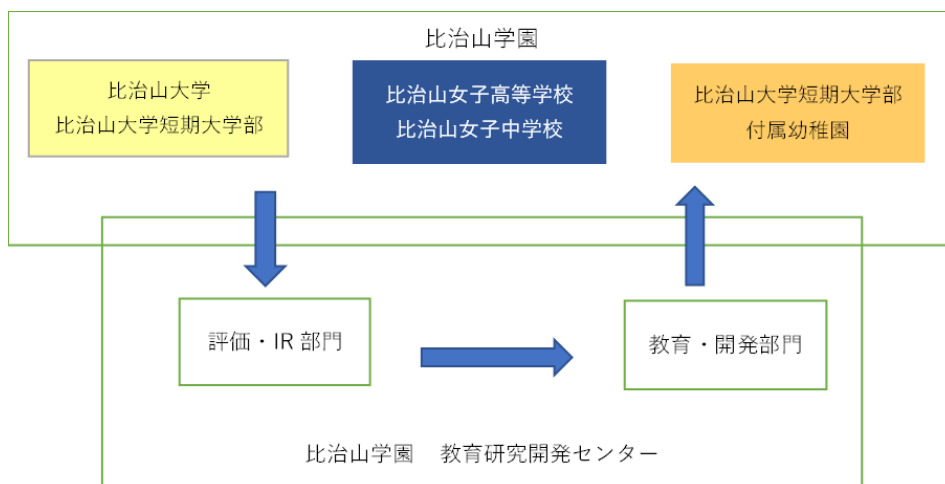 比治山学園
比治山大学
比治山大学短期大学部
比治山女子高等学校
比治山女子中学校
比治山大学短期大学部
付属幼稚園
評価・IR 部門
教育・開発部門
比治山学園　教育研究開発センター